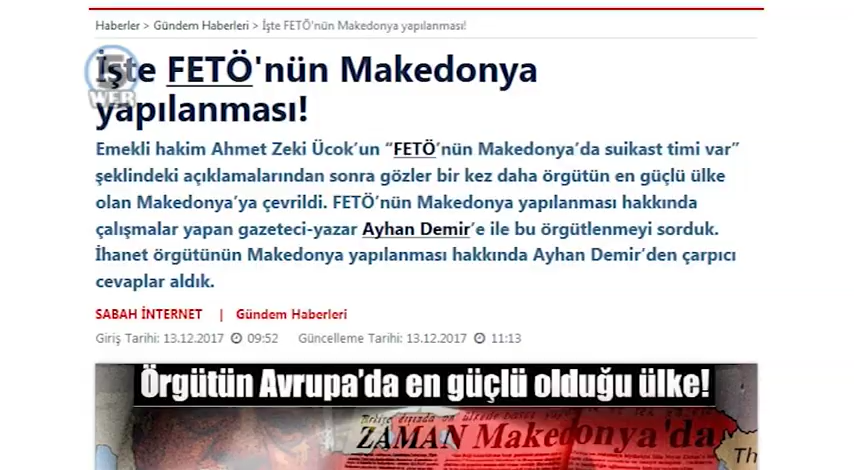 Haberler > Gündem Haberleri > İşte FETÖ'nün Makedonya yapılanması!
İşte FETÖ'nün Makedonya
yapılanması!
5
WEB
Emekli hakim Ahmet Zeki Ücok'un "FETÖ'nün Makedonya'da suikast timi var"
şeklindeki açıklamalarından sonra gözler bir kez daha örgütün en güçlü ülke
olan Makedonya'ya çevrildi. FETÖ'nün Makedonya yapılanması hakkında
çalışmalar yapan gazeteci-yazar Ayhan Demir'e ile bu örgütlenmeyi sorduk.
İhanet örgütünün Makedonya yapılanması hakkında Ayhan Demir'den çarpıcı
cevaplar aldık.
SABAH İNTERNET | Gündem Haberleri
Giriş Tarihi: 13.12.2017 09:52 Güncelleme Tarihi: 13.12.2017 11:13
Örgütün Avrupa'da en güçlü olduğu ülke!
ZAMAN Makedonya'da
Th